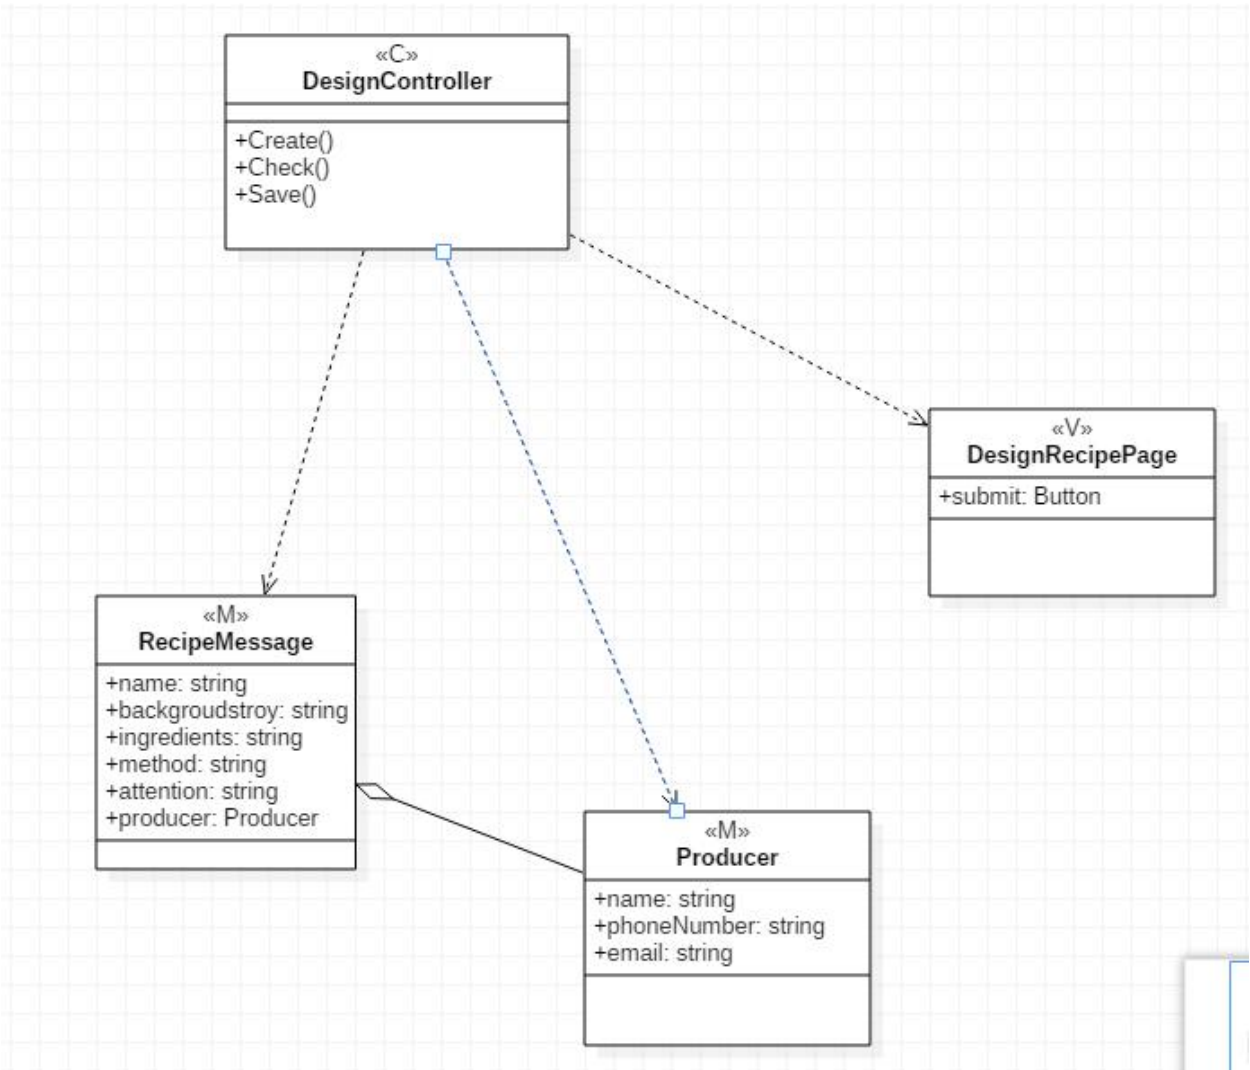 «C»
DesignController
+Create()
+Check()
+Save()
«V»
DesignRecipePage
+submit: Button
«M»
RecipeMessage
+name: string
+backgroudstroy: string
+ingredients: string
+method: string
+attention: string
+producer: Producer
«M»
Producer
+name: string
+phoneNumber: string
+email: string